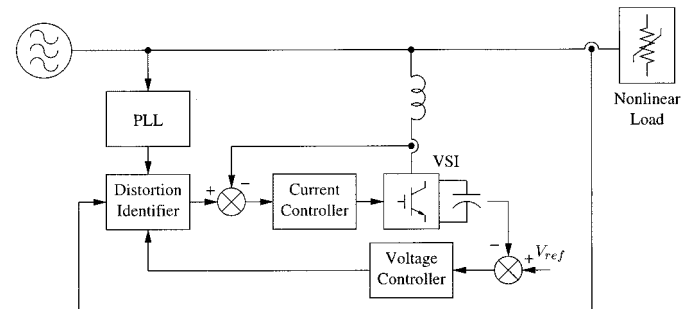 Nonlinear
Load
PLL
VSI
Distortion
Identifier
+
−
Current
Controller
−
+
V_ref
Voltage
Controller